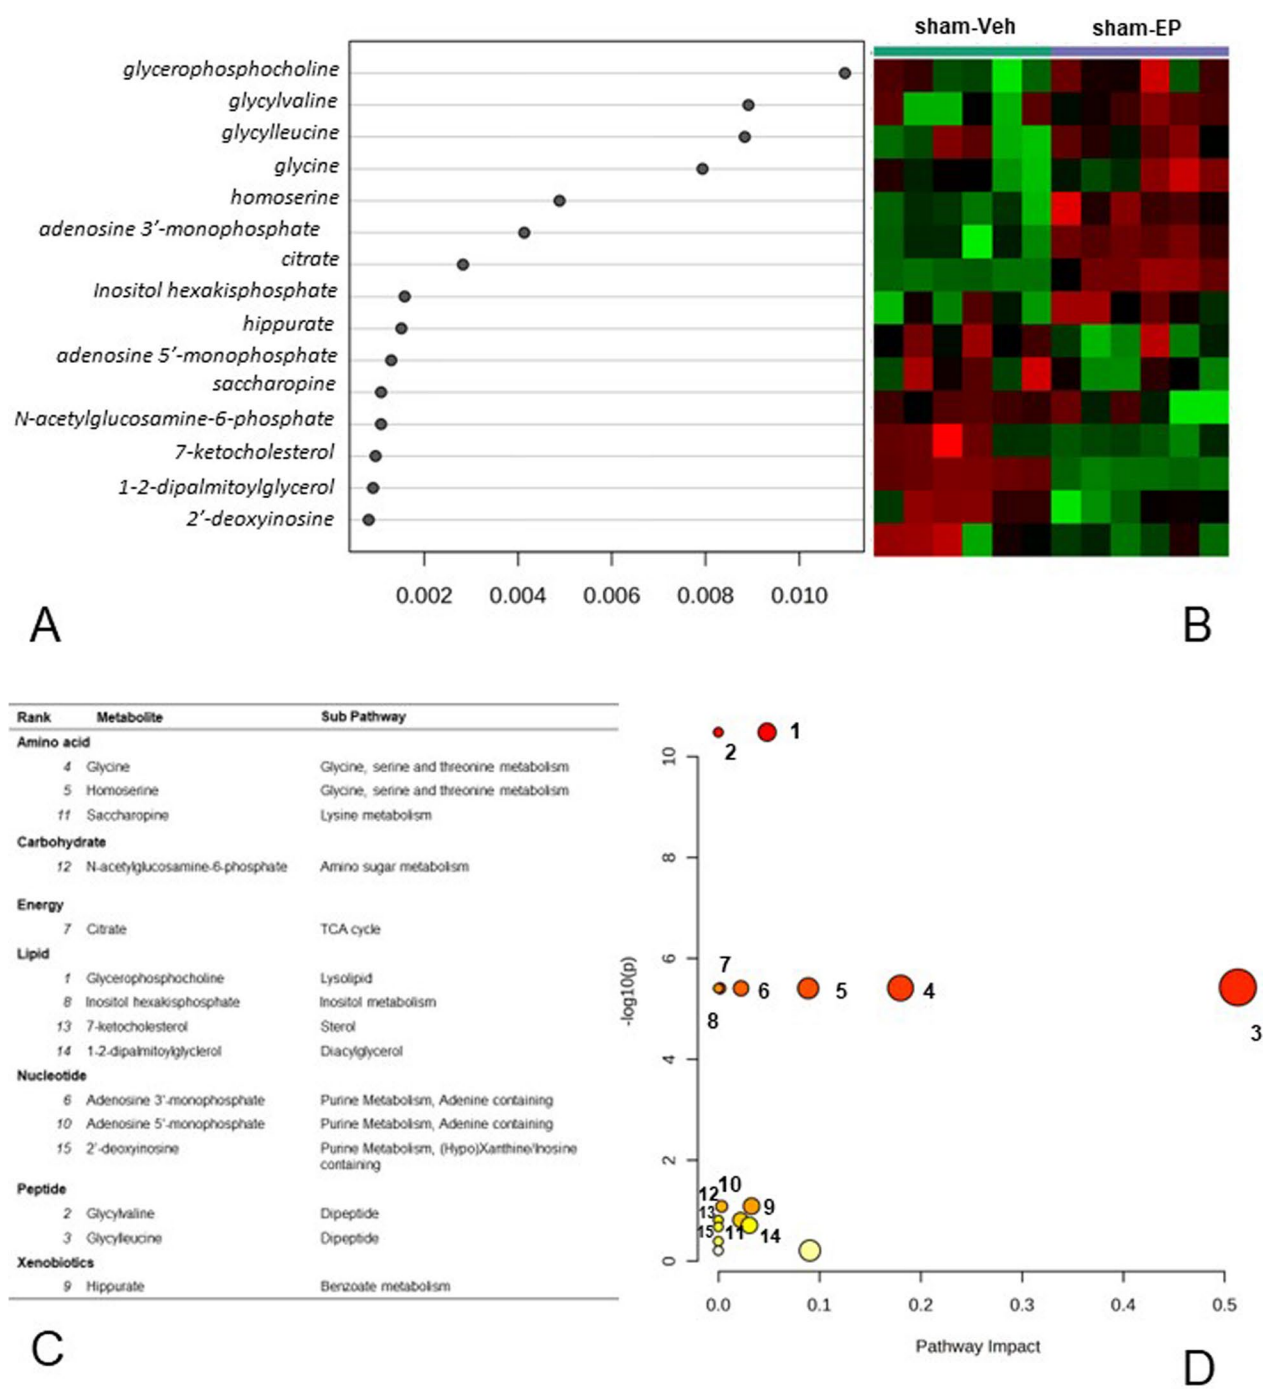 sham-Veh sham-EP
glycerophosphocholine
glycylvaline
glycylleucine
glycine
homoserine
adenosine 3’-monophosphate
citrate
Inositol hexakisphosphate
hippurate
adenosine 5’-monophosphate
saccharopine
N-acetylglucosamine-6-phosphate
7-ketocholesterol
1-2-dipalmitoylglycerol
2’-deoxyinosine
0.002 0.004 0.006 0.008 0.010
A
B
Rank Metabolite Sub Pathway
Amino acid
4 Glycine Glycine, serine and threonine metabolism
5 Homoserine Glycine, serine and threonine metabolism
11 Saccharopine Lysine metabolism
Carbohydrate
12 N-acetylglucosamine-6-phosphate Amino sugar metabolism
Energy
7 Citrate TCA cycle
Lipid
1 Glycerophosphocholine Lysolipid
8 Inositol hexakisphosphate Inositol metabolism
13 7-ketocholesterol Sterol
14 1-2-dipalmitoylglyclerol Diacylglycerol
Nucleotide
6 Adenosine 3'-monophosphate Purine Metabolism, Adenine containing
10 Adenosine 5'-monophosphate Purine Metabolism, Adenine containing
15 2'-deoxyinosine Purine Metabolism, (Hypo)Xanthine/Inosine
containing
Peptide
2 Glycylvaline Dipeptide
3 Glycylleucine Dipeptide
Xenobiotics
9 Hippurate Benzoate metabolism
C
-log10(p)
10
8
6
4
2
0
1
2
7
6 5 4
8
3
10
12
9
13
15
11
14
0.0 0.1 0.2 0.3 0.4 0.5
Pathway Impact
D